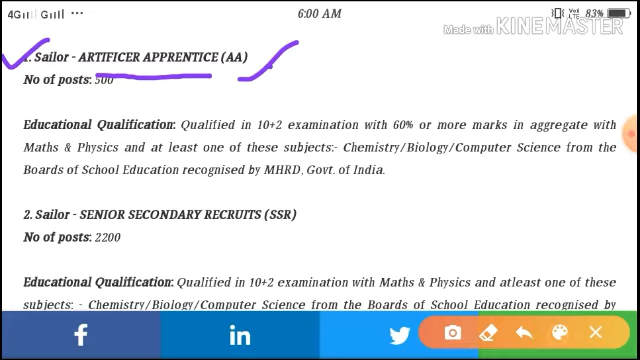 4G G 6:00 AM VoLTE 83%
Made with KINEMASTER
1. Sailor - ARTIFICER APPRENTICE (AA)
No of posts: 500
Educational Qualification: Qualified in 10+2 examination with 60% or more marks in aggregate with
Maths & Physics and at least one of these subjects:- Chemistry/Biology/Computer Science from the
Boards of School Education recognised by MHRD, Govt. of India.
2. Sailor - SENIOR SECONDARY RECRUITS (SSR)
No of posts: 2200
Educational Qualification: Qualified in 10+2 examination with Maths & Physics and atleast one of these
subjects: - Chemistry/Biology/Computer Science from the Boards of School Education recognised by
f in